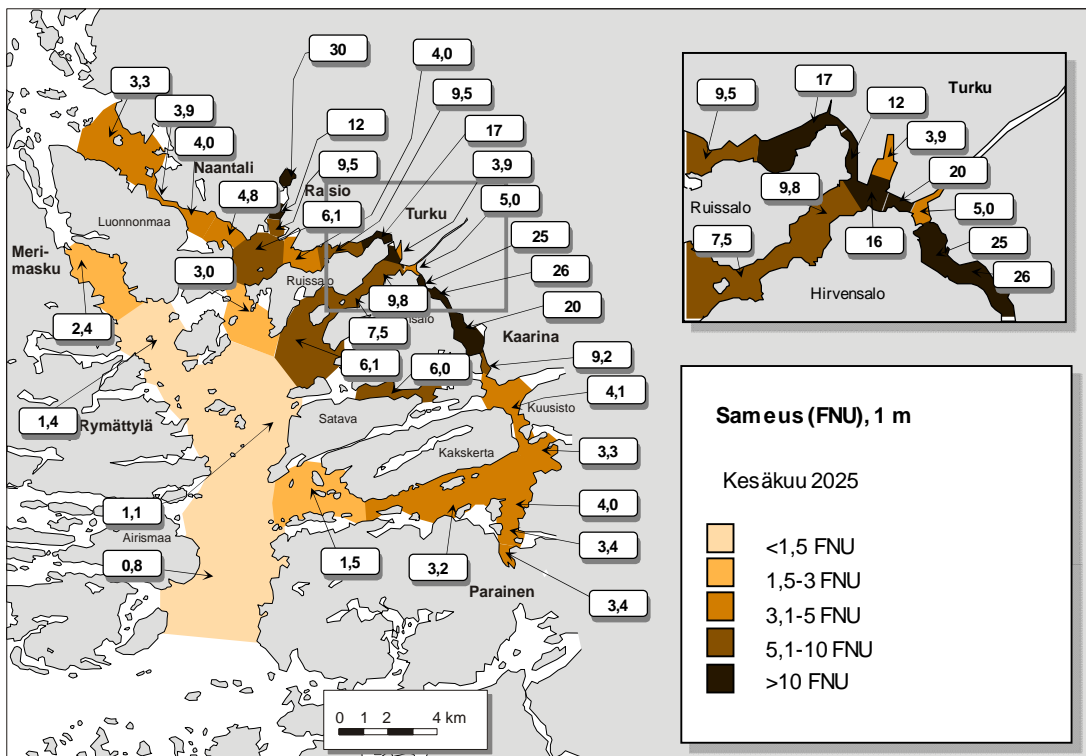 30
4,0
3,3
9,5
3,9
12
17
4,0
Naantali
9,5
3,9
Raisio
4,8
6,1
Turku
5,0
Luonnonmaa
25
Meri-
masku
3,0
Ruissalo
26
9,8
20
2,4
7,5
Kaarina
salo
6,1
6,0
9,2
4,1
1,4
Rymättylä
Satava
Kuusisto
Kakskerta
3,3
1,1
4,0
Airismaa
0,8
1,5
3,2
3,4
Parainen
3,4
0 1 2 4 km
17
Turku
9,5
12
3,9
9,8
20
Ruissalo
5,0
7,5
16
25
26
Hirvensalo
Sameus (FNU), 1 m
Kesäkuu 2025
<1,5 FNU
1,5-3 FNU
3,1-5 FNU
5,1-10 FNU
>10 FNU